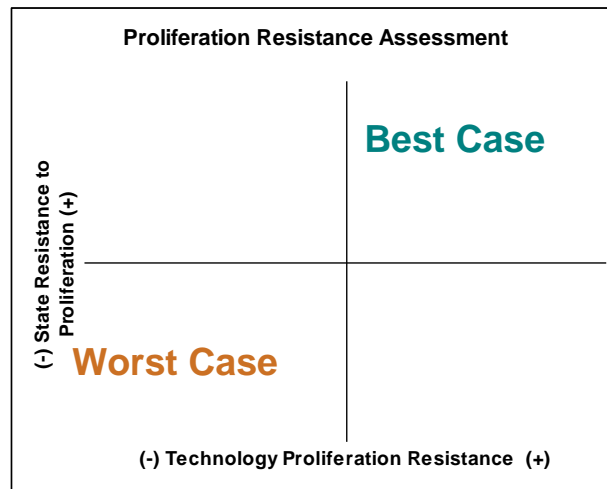 Proliferation Resistance Assessment
Best Case
(-) State Resistance to
Proliferation (+)
Worst Case
(-) Technology Proliferation Resistance (+)